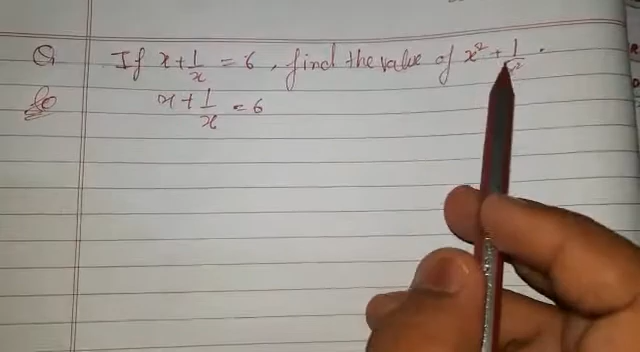 Q If x + 1/x = 6, find the value of x² + 1/x².
So x + 1/x = 6